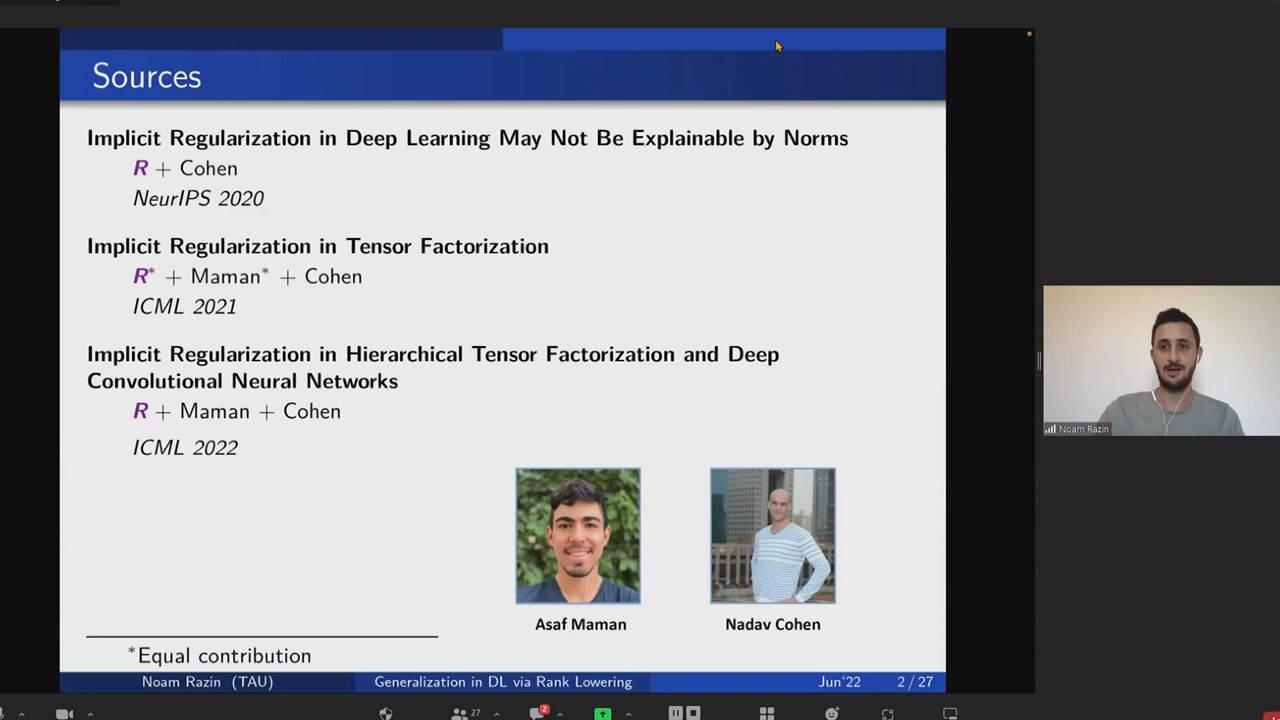 Sources
Implicit Regularization in Deep Learning May Not Be Explainable by Norms
R + Cohen
NeurIPS 2020
Implicit Regularization in Tensor Factorization
R* + Maman* + Cohen
ICML 2021
Implicit Regularization in Hierarchical Tensor Factorization and Deep
Convolutional Neural Networks
R + Maman + Cohen
ICML 2022
Asaf Maman
Nadav Cohen
*Equal contribution
Noam Razin (TAU)
Generalization in DL via Rank Lowering
Jun'22
2 / 27
Noam Razin
27
2